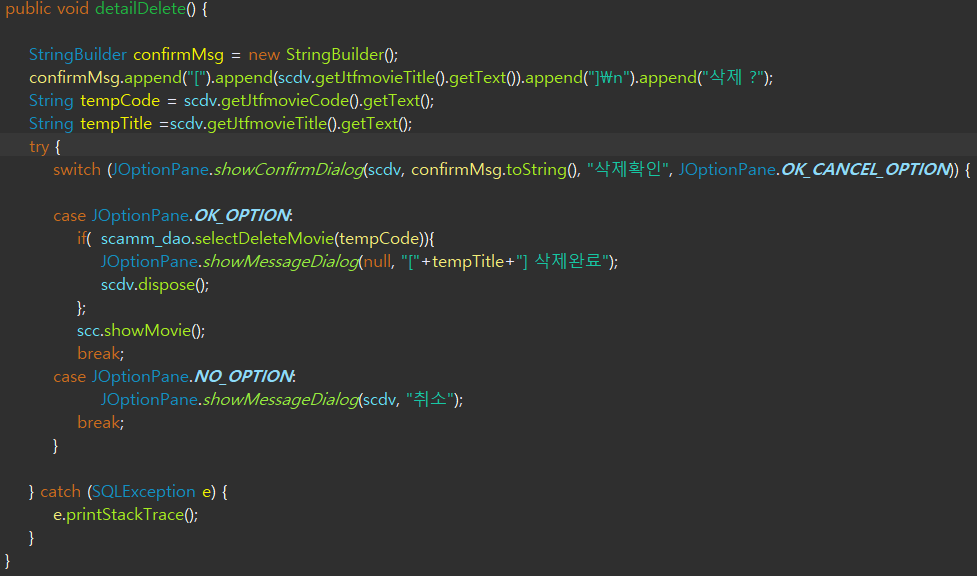 public void detailDelete() {
StringBuilder confirmMsg = new StringBuilder();
confirmMsg.append("[").append(scdv.getJtfmovieTitle().getText()).append("]₩n").append("삭제 ?");
String tempCode = scdv.getJtfmovieCode().getText();
String tempTitle =scdv.getJtfmovieTitle().getText();
try {
switch (JOptionPane.showConfirmDialog(scdv, confirmMsg.toString(), "삭제확인", JOptionPane.OK_CANCEL_OPTION)) {
case JOptionPane.OK_OPTION:
if( scamm_dao.selectDeleteMovie(tempCode)){
JOptionPane.showMessageDialog(null, "["+tempTitle+"] 삭제완료");
scdv.dispose();
};
scc.showMovie();
break;
case JOptionPane.NO_OPTION:
JOptionPane.showMessageDialog(scdv, "취소");
break;
}
} catch (SQLException e) {
e.printStackTrace();
}
}